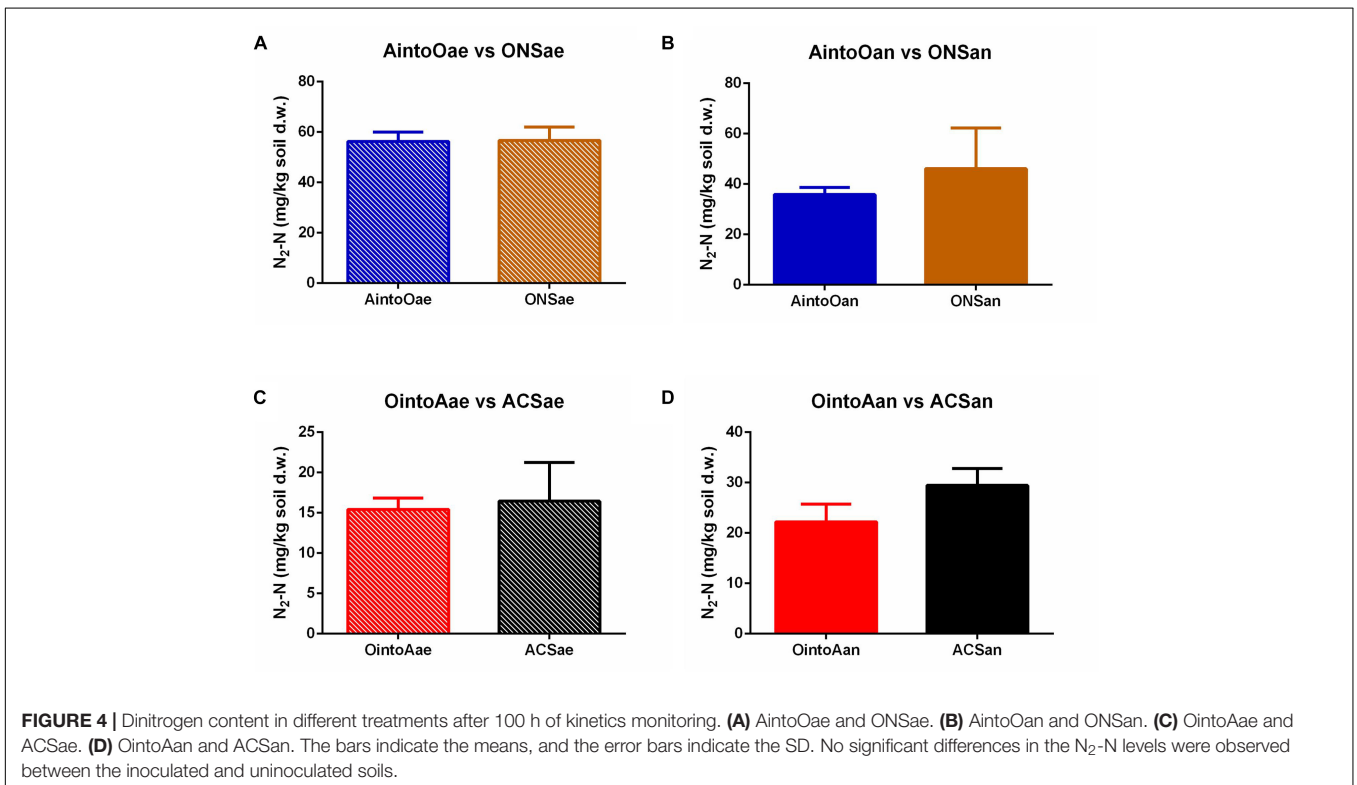 A
AintoOae vs ONSae
N2-N (mg/kg soil d.w.)
80
60
40
20
0
AintoOae
ONSae
B
AintoOan vs ONSan
N2-N (mg/kg soil d.w.)
80
60
40
20
0
AintoOan
ONSan
C
OintoAae vs ACSae
N2-N (mg/kg soil d.w.)
25
20
15
10
5
0
OintoAae
ACSae
D
OintoAan vs ACSan
N2-N (mg/kg soil d.w.)
40
30
20
10
0
OintoAan
ACSan
FIGURE 4 | Dinitrogen content in different treatments after 100 h of kinetics monitoring. (A) AintoOae and ONSae. (B) AintoOan and ONSan. (C) OintoAae and
ACSae. (D) OintoAan and ACSan. The bars indicate the means, and the error bars indicate the SD. No significant differences in the N2-N levels were observed
between the inoculated and uninoculated soils.